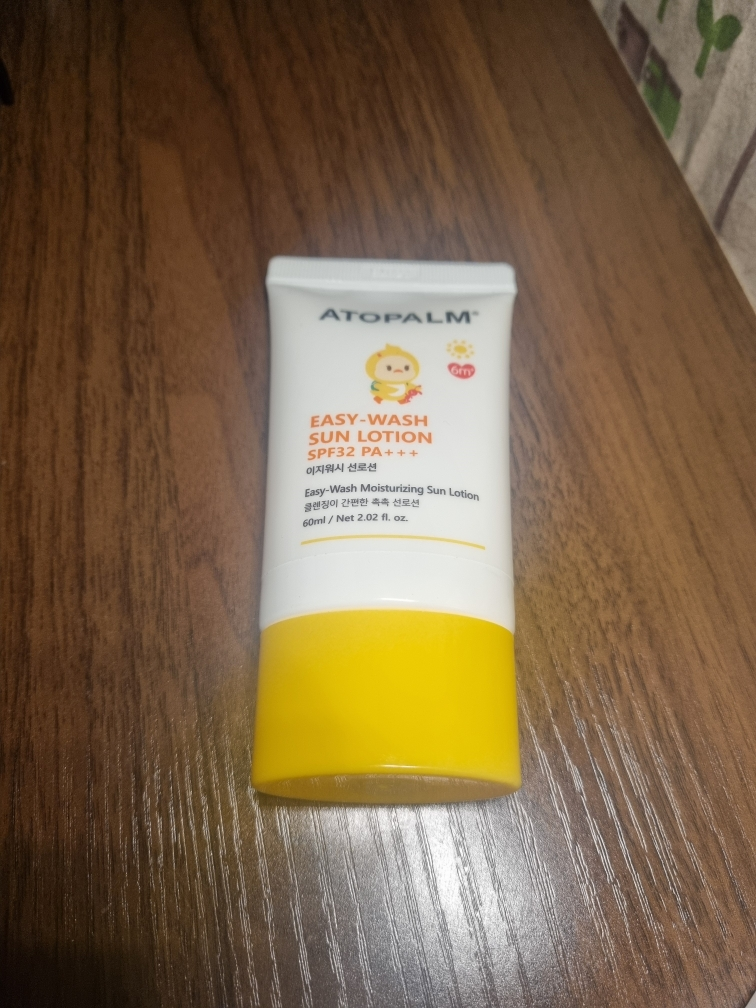 ATOPALM®
6m+
EASY-WASH
SUN LOTION
SPF32 PA+++
이지워시 선로션
Easy-Wash Moisturizing Sun Lotion
클렌징이 간편한 촉촉 선로션
60ml / Net 2.02 fl. oz.